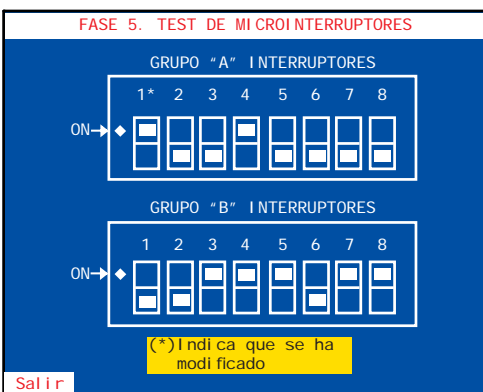 FASE 5. TEST DE MICROINTERRUPTORES
GRUPO “A” INTERRUPTORES
1* 2 3 4 5 6 7 8
ON
GRUPO “B” INTERRUPTORES
1 2 3 4 5 6 7 8
ON
(*)Indica que se ha
modificado
Salir